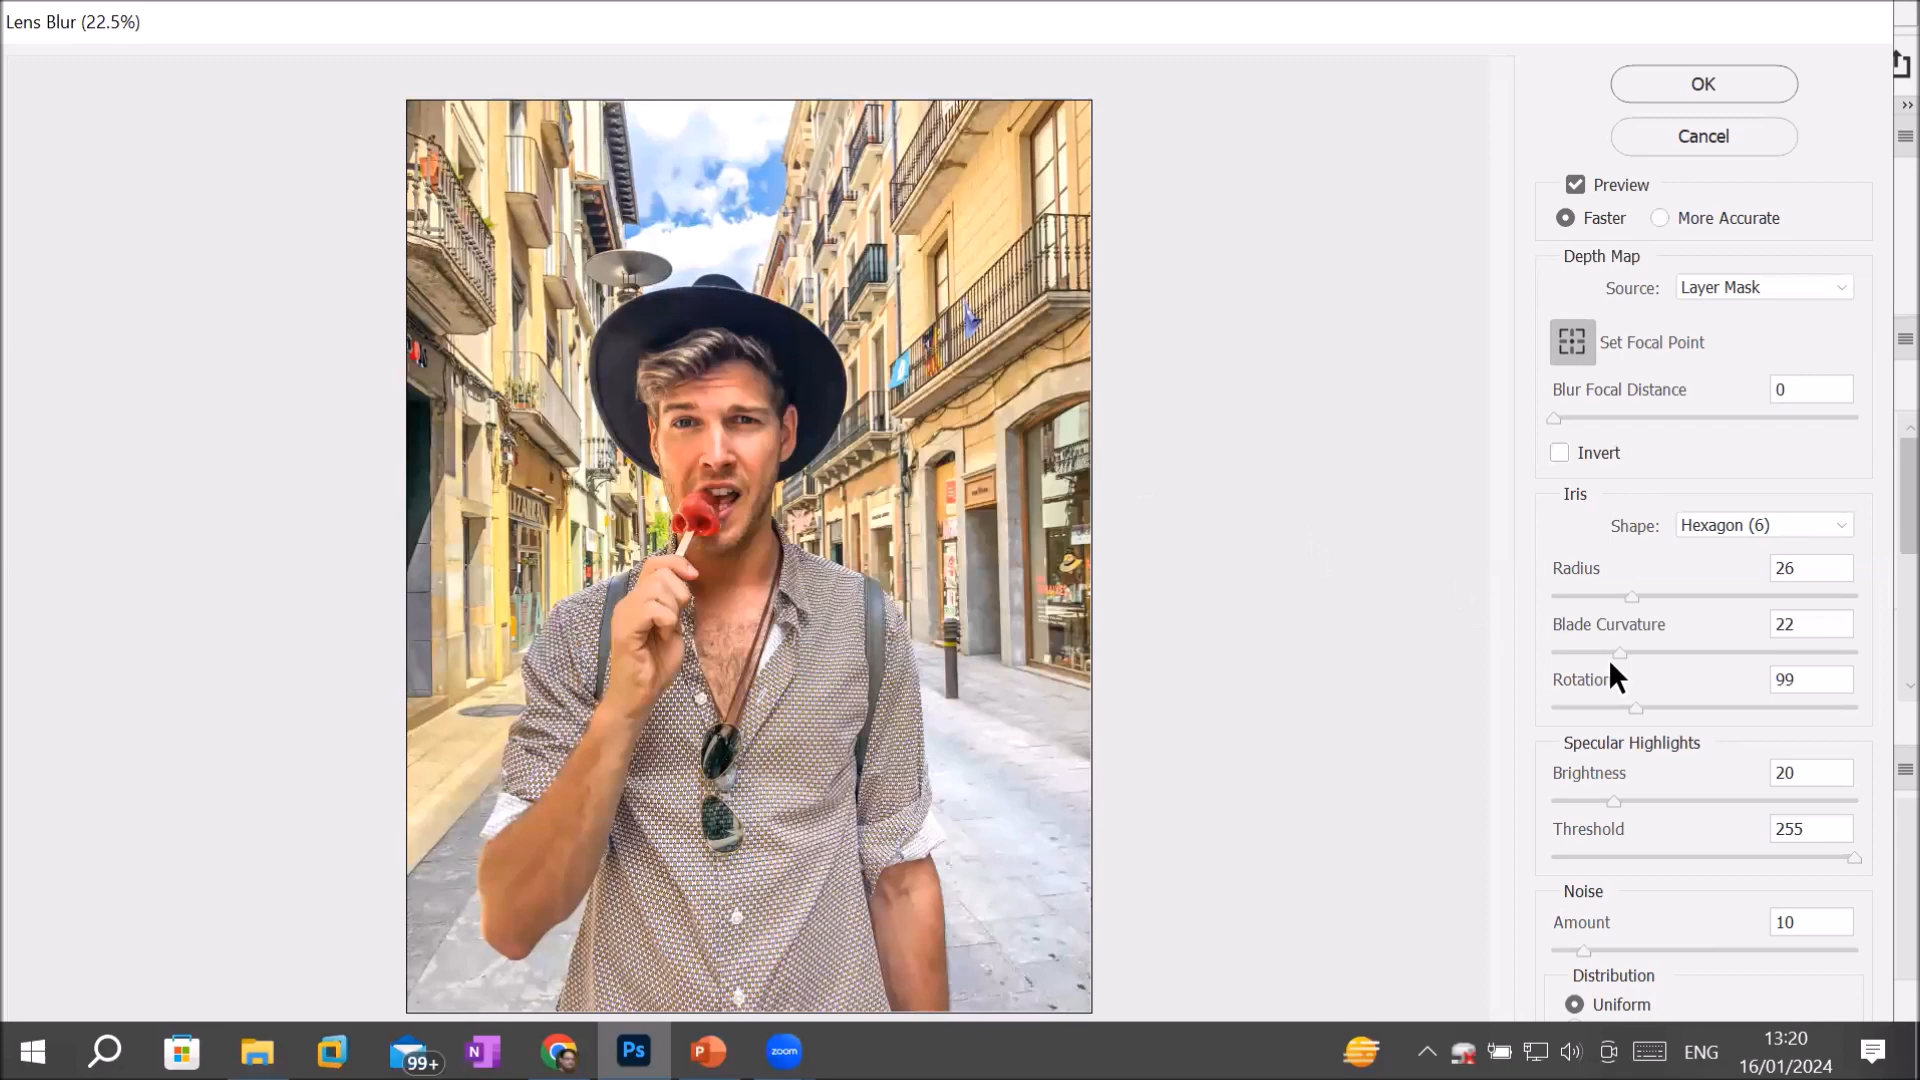 Lens Blur (22.5%)
OK
Cancel
Preview
Faster
More Accurate
Depth Map
Source:
Layer Mask
Set Focal Point
Blur Focal Distance
0
Invert
Iris
Shape:
Hexagon (6)
Radius
26
Blade Curvature
22
Rotation
99
Specular Highlights
Brightness
20
Threshold
255
Noise
Amount
10
Distribution
Uniform
99+
N
Ps
P
zoom
ENG
13:20
16/01/2024